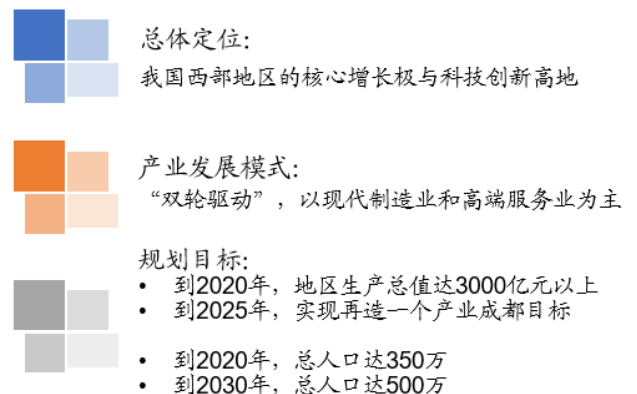 总体定位：
我国西部地区的核心增长极与科技创新高地
产业发展模式：
“双轮驱动”，以现代制造业和高端服务业为主
规划目标：
• 到2020年，地区生产总值达3000亿元以上
• 到2025年，实现再造一个产业成都目标
• 到2020年，总人口达350万
• 到2030年，总人口达500万